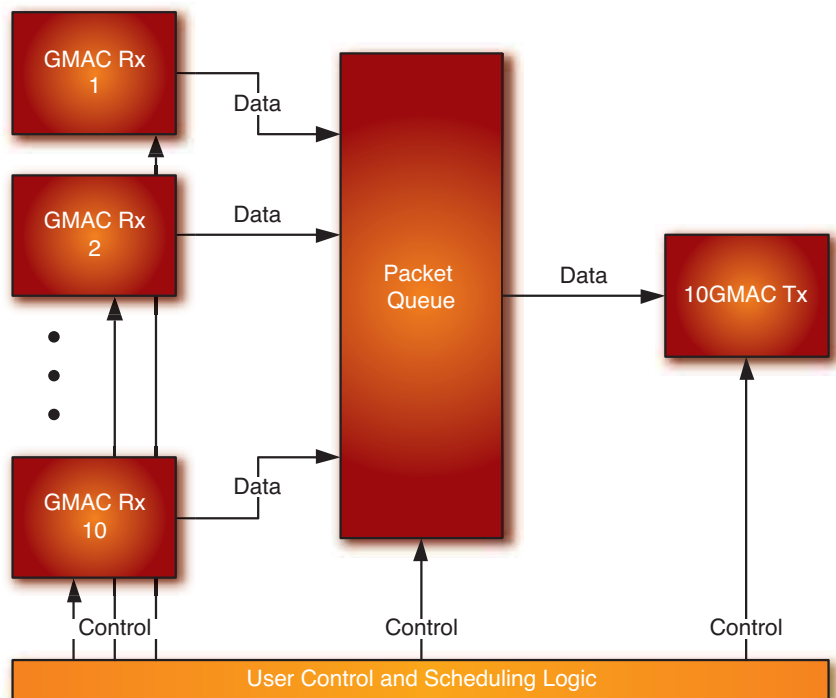 GMAC Rx
1
Data
GMAC Rx
2
Data
Packet
Queue
Data
10GMAC Tx
GMAC Rx
10
Data
Control
Control
Control
User Control and Scheduling Logic